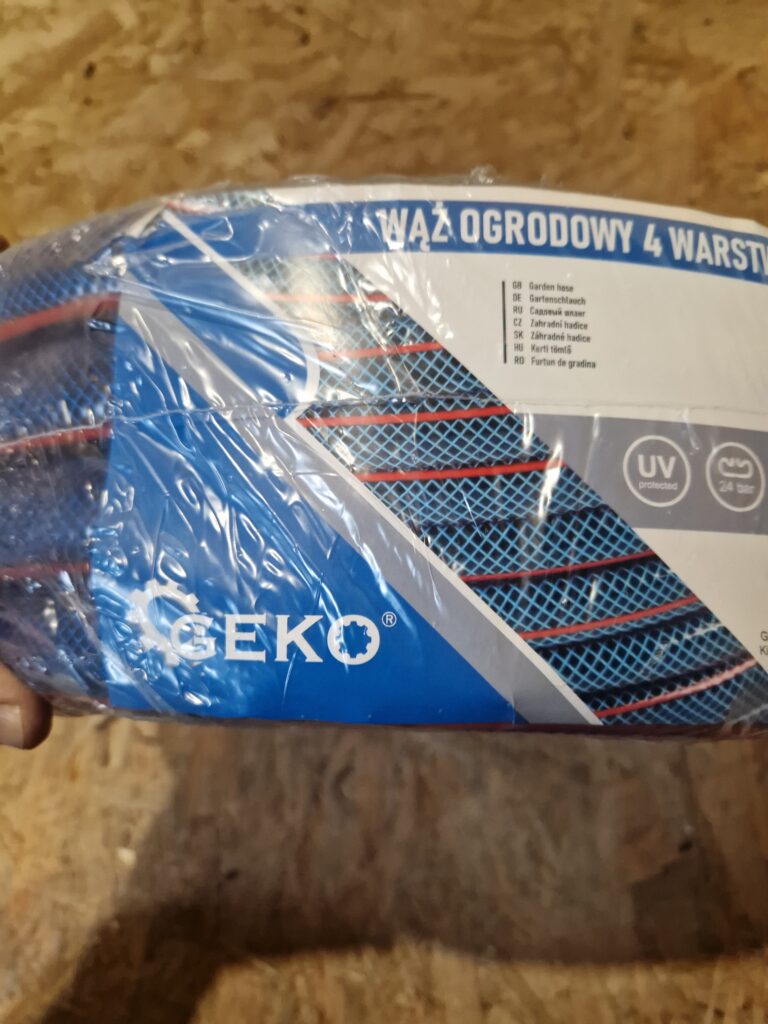 WĄŻ OGRODOWY 4 WARSTW
GB Garden hose
DE Gartenschlauch
RU Садовый шланг
CZ Zahradní hadice
SK Záhradné hadice
HU Kerti tömlő
RO Furtun de gradina
UV
protected
24 bar
GEKO®
G
Ki